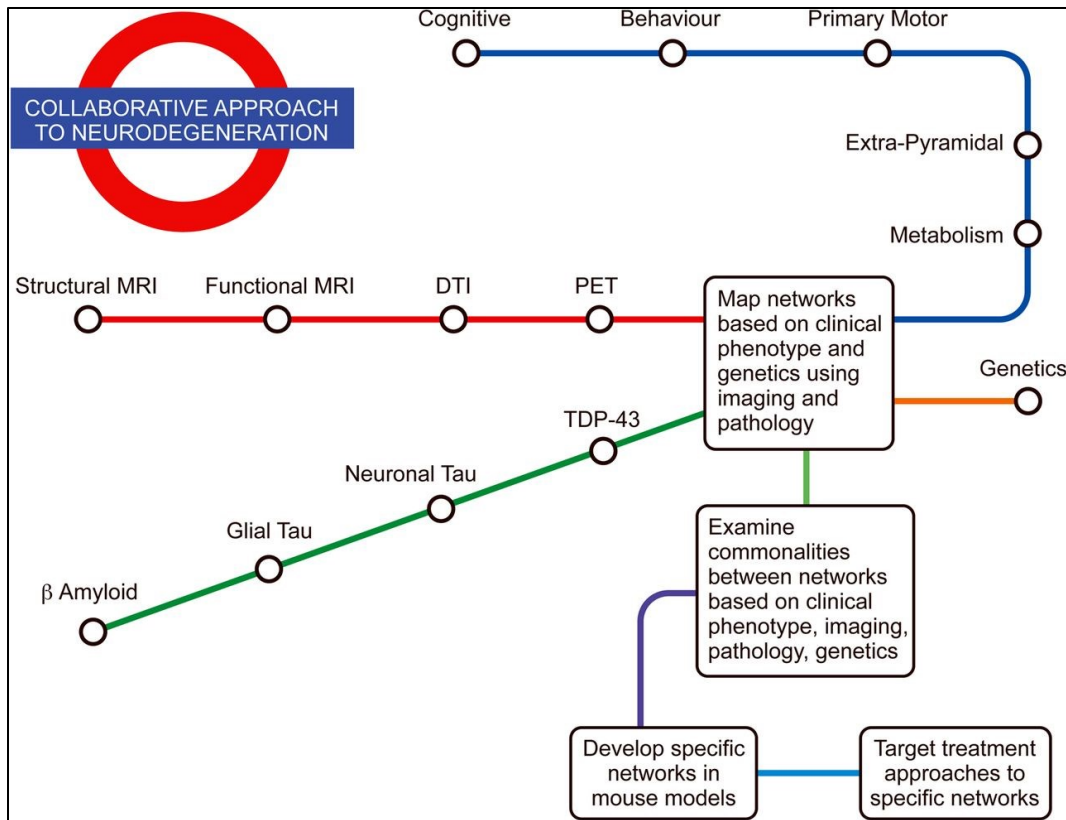 COLLABORATIVE APPROACH
TO NEURODEGENERATION
Cognitive
Behaviour
Primary Motor
Extra-Pyramidal
Metabolism
Structural MRI
Functional MRI
DTI
PET
Map networks
based on clinical
phenotype and
genetics using
imaging and
pathology
Genetics
TDP-43
Neuronal Tau
Glial Tau
β Amyloid
Examine
commonalities
between networks
based on clinical
phenotype, imaging,
pathology, genetics
Develop specific
networks in
mouse models
Target treatment
approaches to
specific networks